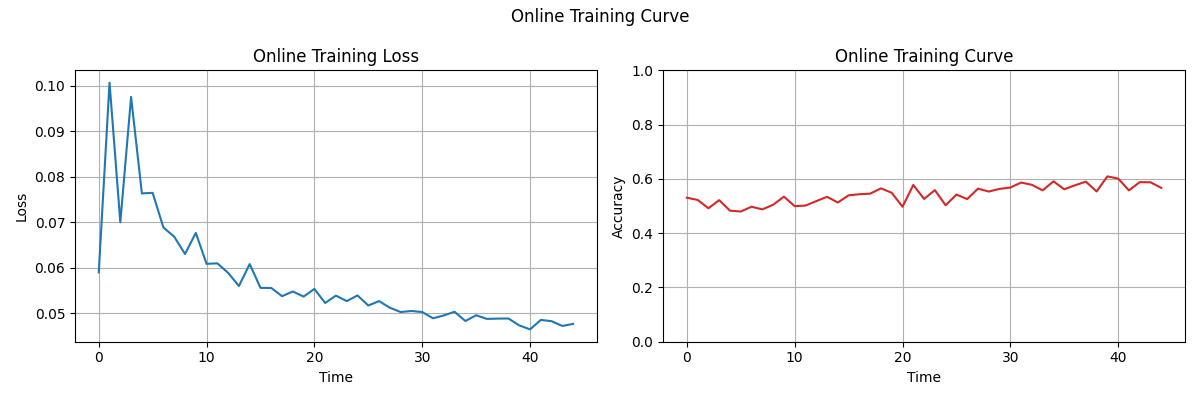 Online Training Curve
Online Training Loss
0.10
0.09
0.08
0.07
0.06
0.05
Loss
0 10 20 30 40
Time
Online Training Curve
1.0
0.8
0.6
0.4
0.2
0.0
Accuracy
0 10 20 30 40
Time